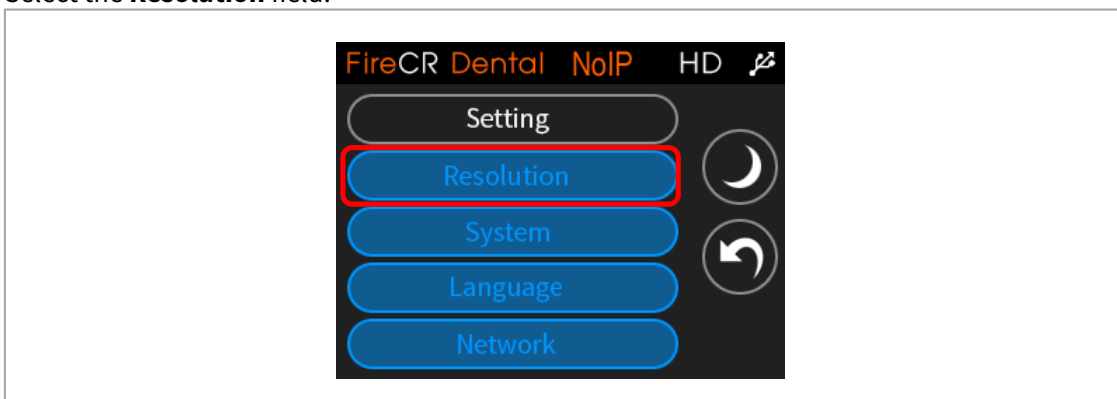 Select the Resolution field.
FireCR Dental NoIP HD
Setting
Resolution
System
Language
Network